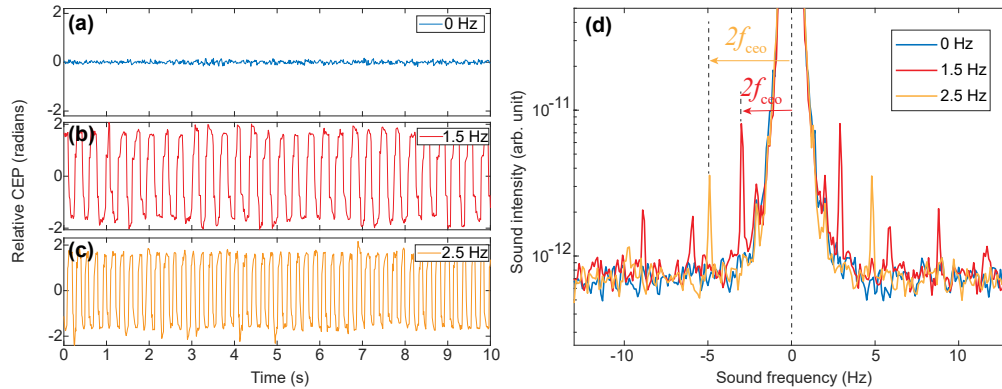 (a)
0 Hz
2
0
-2
(b)
1.5 Hz
2
0
-2
(c)
2.5 Hz
2
0
-2
Relative CEP (radians)
0 1 2 3 4 5 6 7 8 9 10
Time (s)
(d)
2fceo
2fceo
0 Hz
1.5 Hz
2.5 Hz
10-11
10-12
Sound intensity (arb. unit)
-10 -5 0 5 10
Sound frequency (Hz)